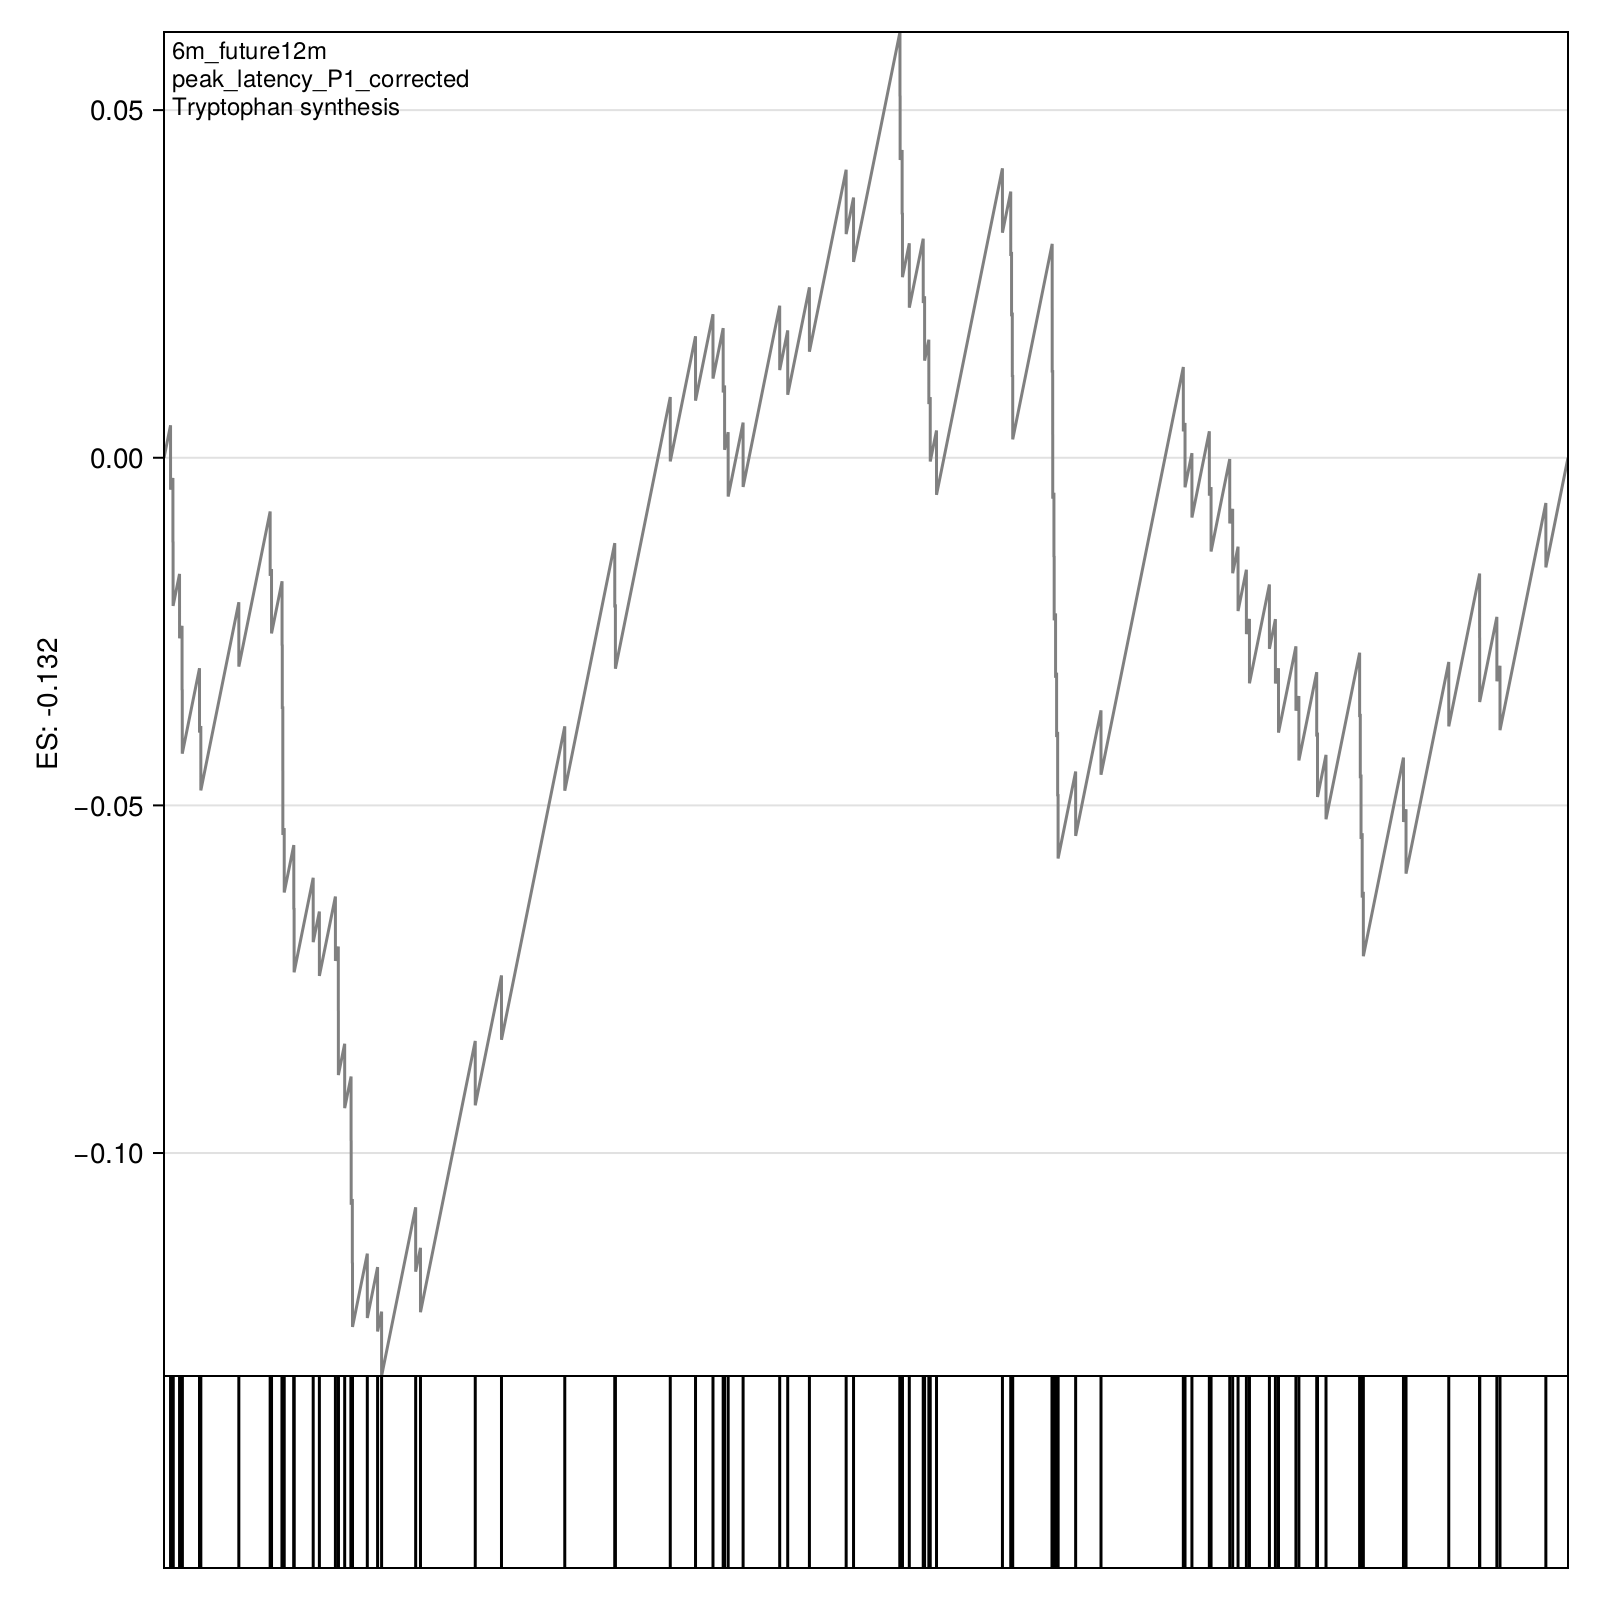 6m_future12m
peak_latency_P1_corrected
Tryptophan synthesis
0.05
0.00
−0.05
−0.10
ES: -0.132